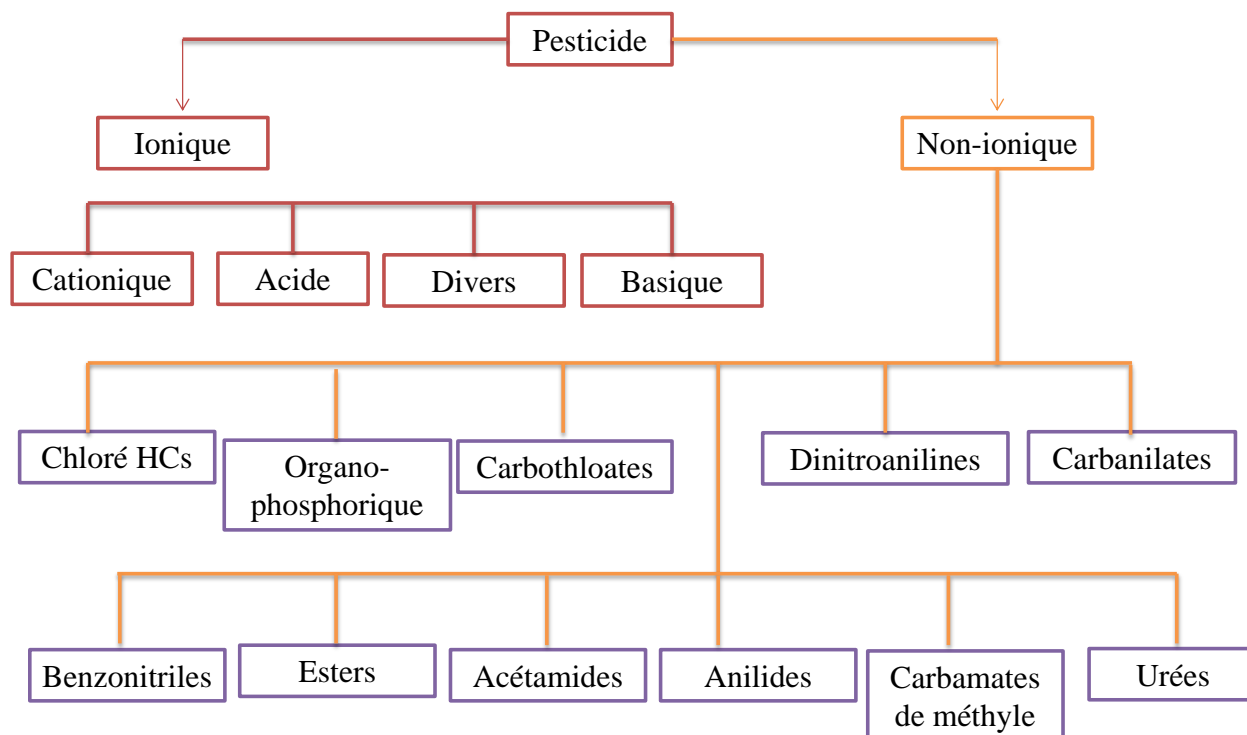 Pesticide
Ionique
Non-ionique
Cationique
Acide
Divers
Basique
Chloré HCs
Organo-
phosphorique
Carbothloates
Dinitroanilines
Carbanilates
Benzonitriles
Esters
Acétamides
Anilides
Carbamates
de méthyle
Urées